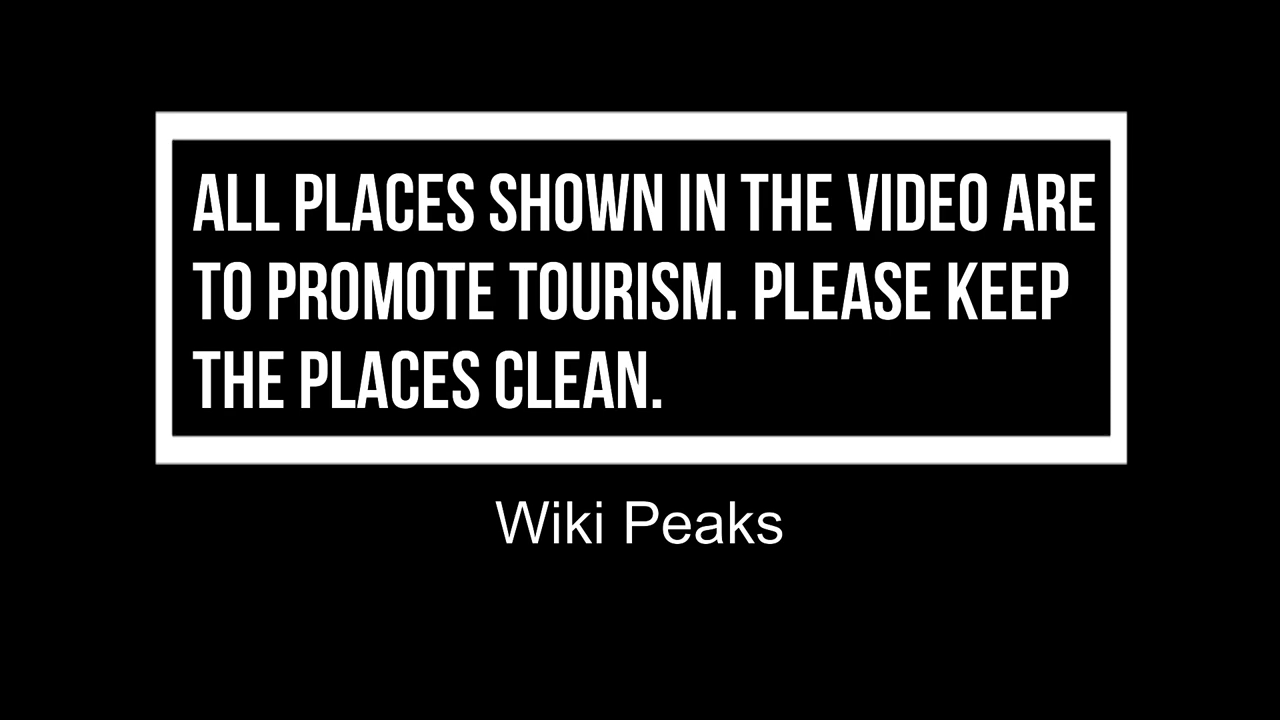 ALL PLACES SHOWN IN THE VIDEO ARE
TO PROMOTE TOURISM. PLEASE KEEP
THE PLACES CLEAN.
Wiki Peaks